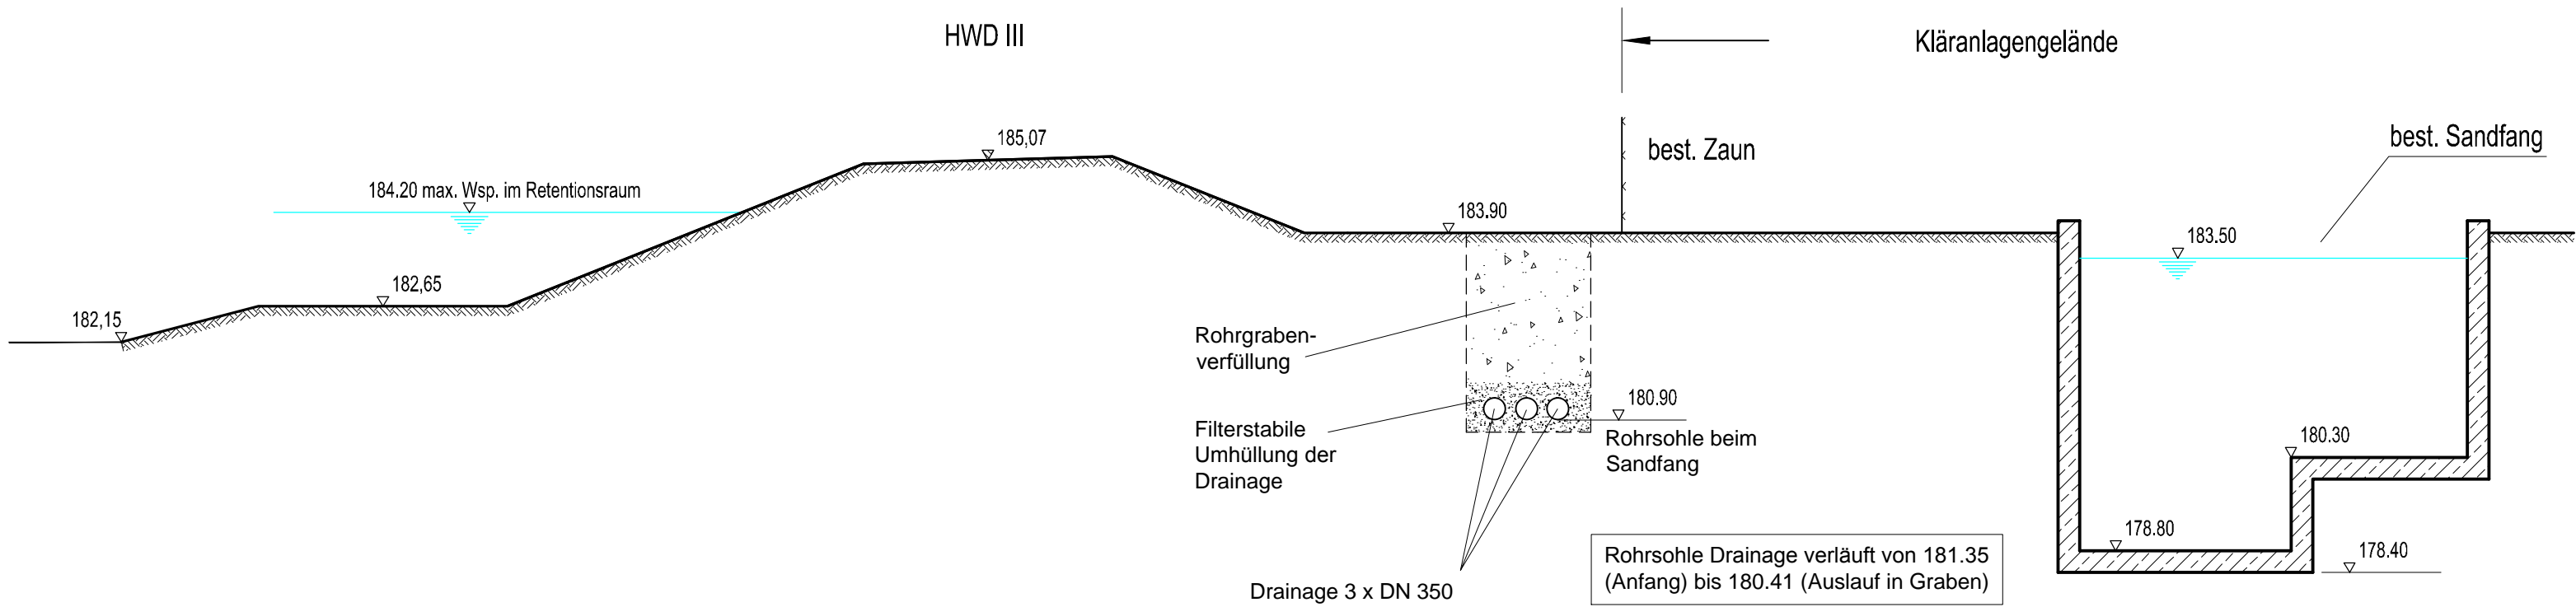 HWD III
Kläranlagengelände
185,07
best. Zaun
best. Sandfang
184.20 max. Wsp. im Retentionsraum
183.90
183.50
182,65
182,15
Rohrgraben-
verfüllung
180.90
Filterstabile
Umhüllung der
Drainage
Rohrsohle beim
Sandfang
180.30
178.80
178.40
Rohrsohle Drainage verläuft von 181.35
(Anfang) bis 180.41 (Auslauf in Graben)
Drainage 3 x DN 350